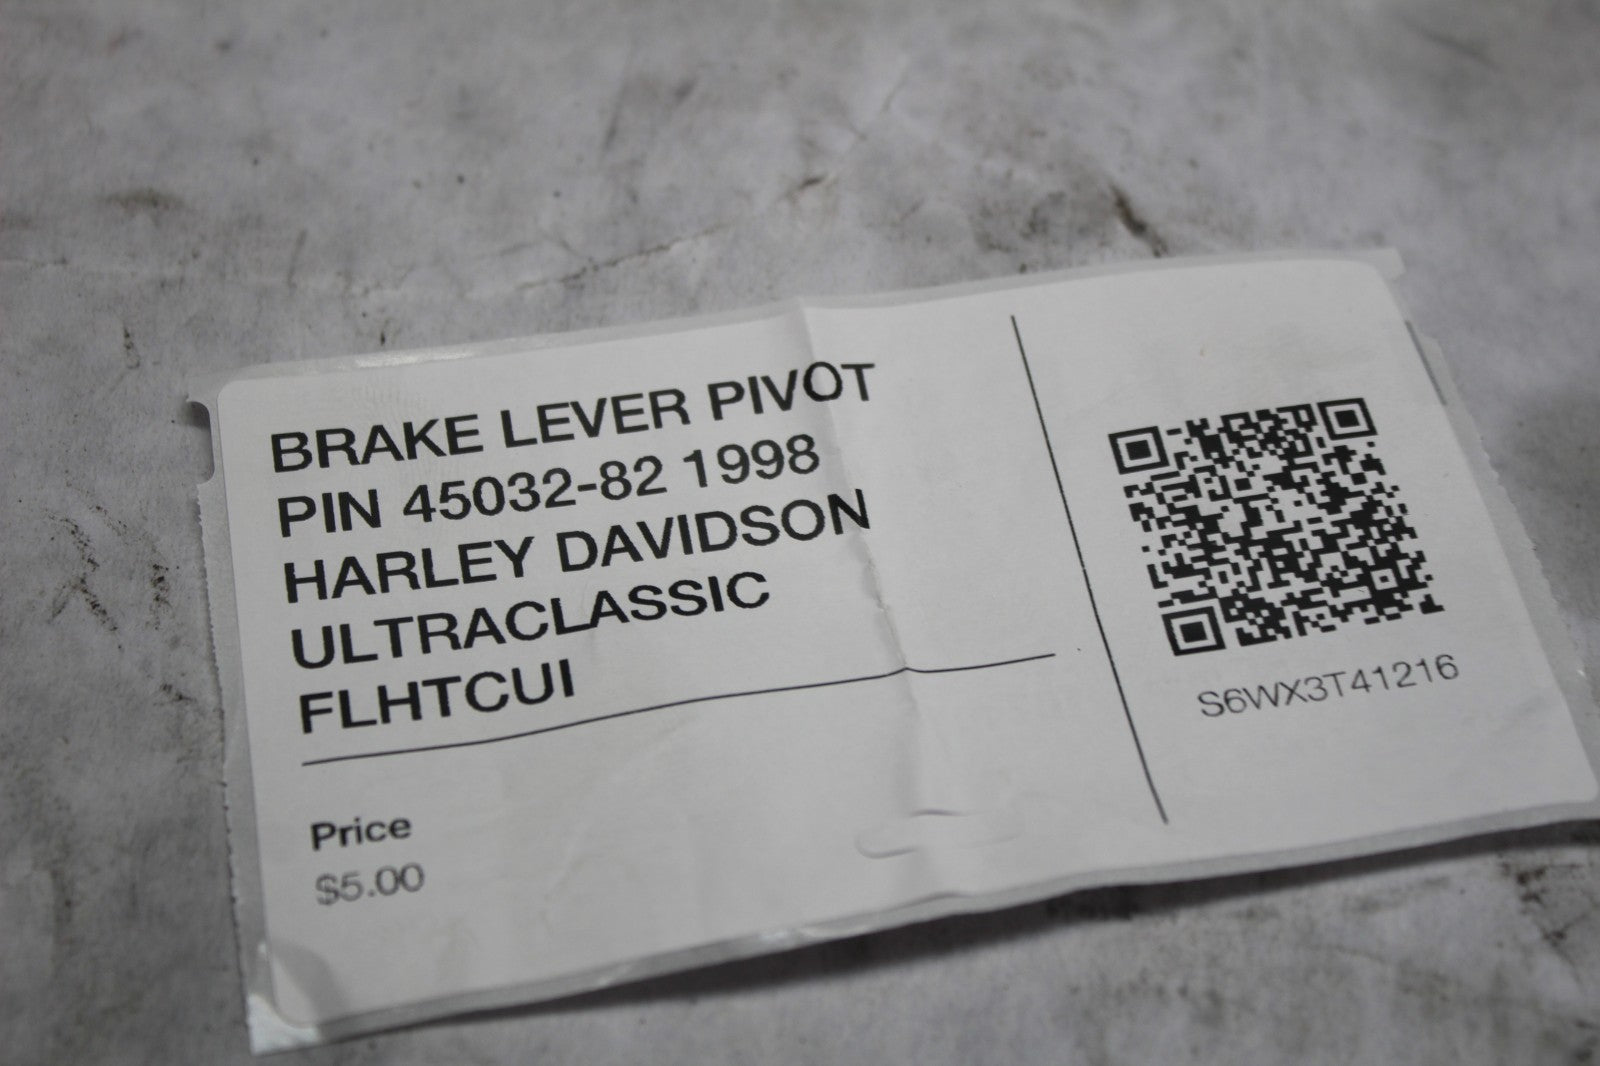 BRAKE LEVER PIVOT
PIN 45032-82 1998
HARLEY DAVIDSON
ULTRACLASSIC
FLHTCUI
Price
$5.00
S6WX3T41216